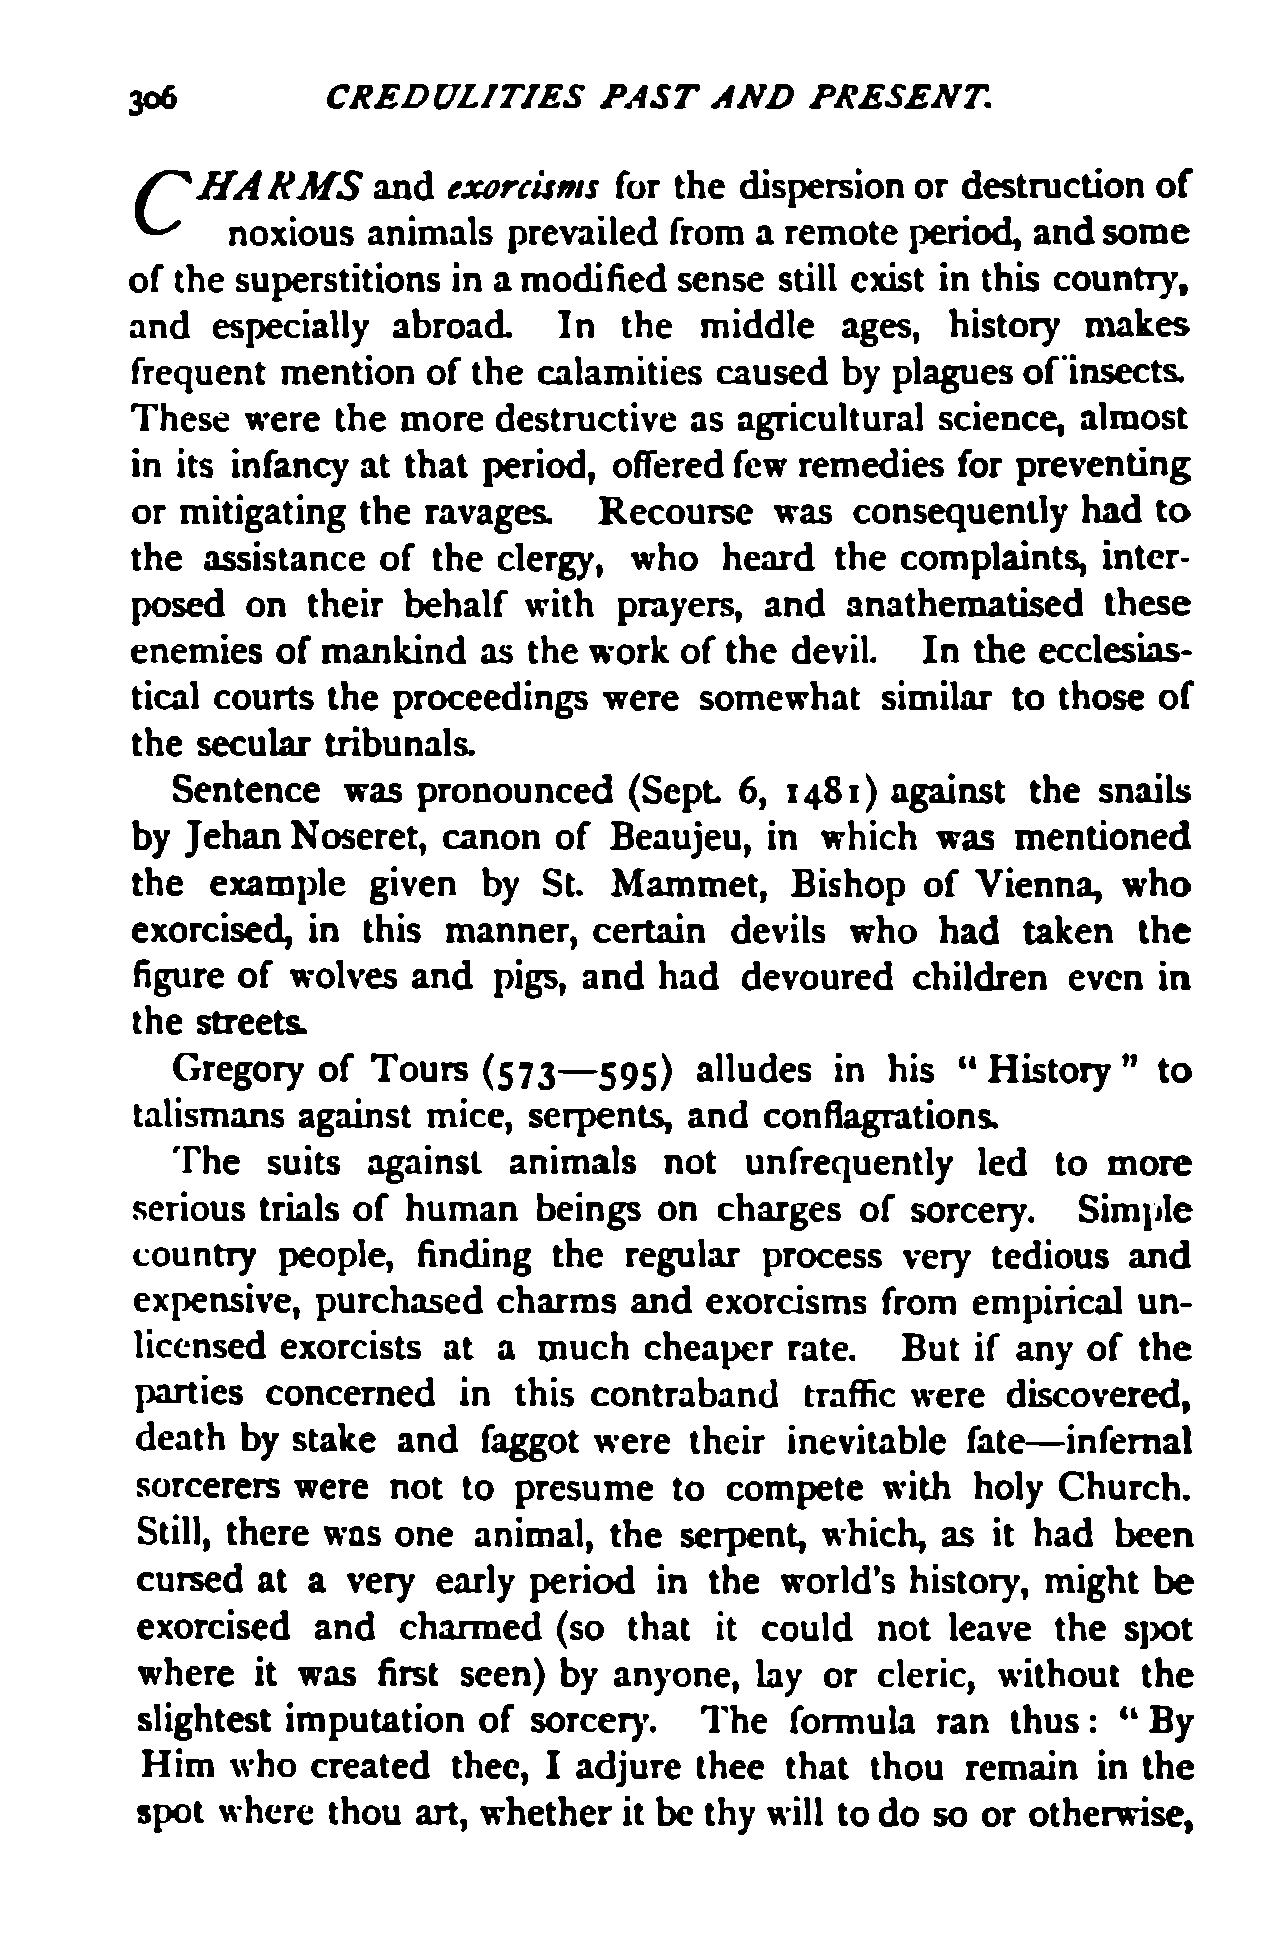 306 CREDULITIES PAST AND PRESENT.
CHARMS and exorcisms for the dispersion or destruction of
noxious animals prevailed from a remote period, and some
of the superstitions in a modified sense still exist in this country,
and especially abroad. In the middle ages, history makes
frequent mention of the calamities caused by plagues of insects.
These were the more destructive as agricultural science, almost
in its infancy at that period, offered few remedies for preventing
or mitigating the ravages. Recourse was consequently had to
the assistance of the clergy, who heard the complaints, inter-
posed on their behalf with prayers, and anathematised these
enemies of mankind as the work of the devil. In the ecclesias-
tical courts the proceedings were somewhat similar to those of
the secular tribunals.
Sentence was pronounced (Sept. 6, 1481) against the snails
by Jehan Noseret, canon of Beaujeu, in which was mentioned
the example given by St. Mammet, Bishop of Vienna, who
exorcised, in this manner, certain devils who had taken the
figure of wolves and pigs, and had devoured children even in
the streets.
Gregory of Tours (573—595) alludes in his "History" to
talismans against mice, serpents, and conflagrations.
The suits against animals not unfrequently led to more
serious trials of human beings on charges of sorcery. Simple
country people, finding the regular process very tedious and
expensive, purchased charms and exorcisms from empirical un-
licensed exorcists at a much cheaper rate. But if any of the
parties concerned in this contraband traffic were discovered,
death by stake and faggot were their inevitable fate—infernal
sorcerers were not to presume to compete with holy Church.
Still, there was one animal, the serpent, which, as it had been
cursed at a very early period in the world's history, might be
exorcised and charmed (so that it could not leave the spot
where it was first seen) by anyone, lay or cleric, without the
slightest imputation of sorcery. The formula ran thus: "By
Him who created thee, I adjure thee that thou remain in the
spot where thou art, whether it be thy will to do so or otherwise,